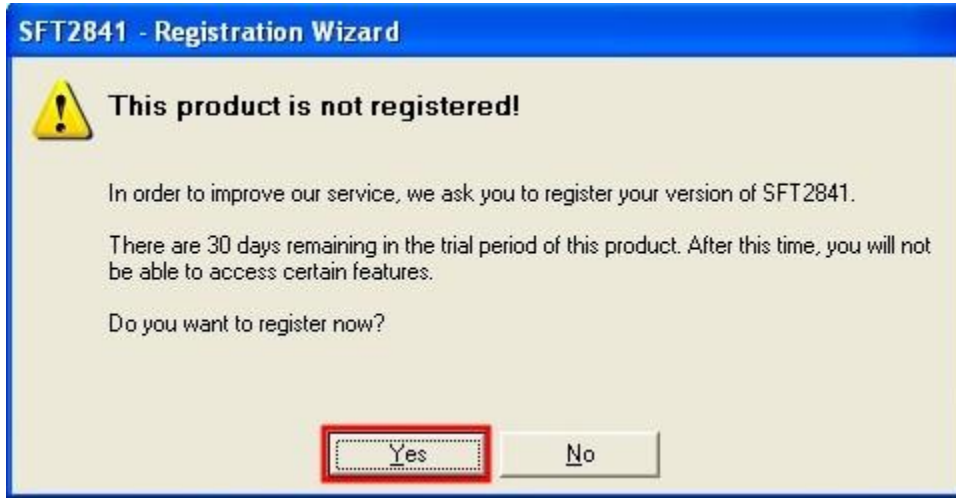 SFT2841 - Registration Wizard
This product is not registered!
In order to improve our service, we ask you to register your version of SFT2841.
There are 30 days remaining in the trial period of this product. After this time, you will not
be able to access certain features.
Do you want to register now?
Yes
No